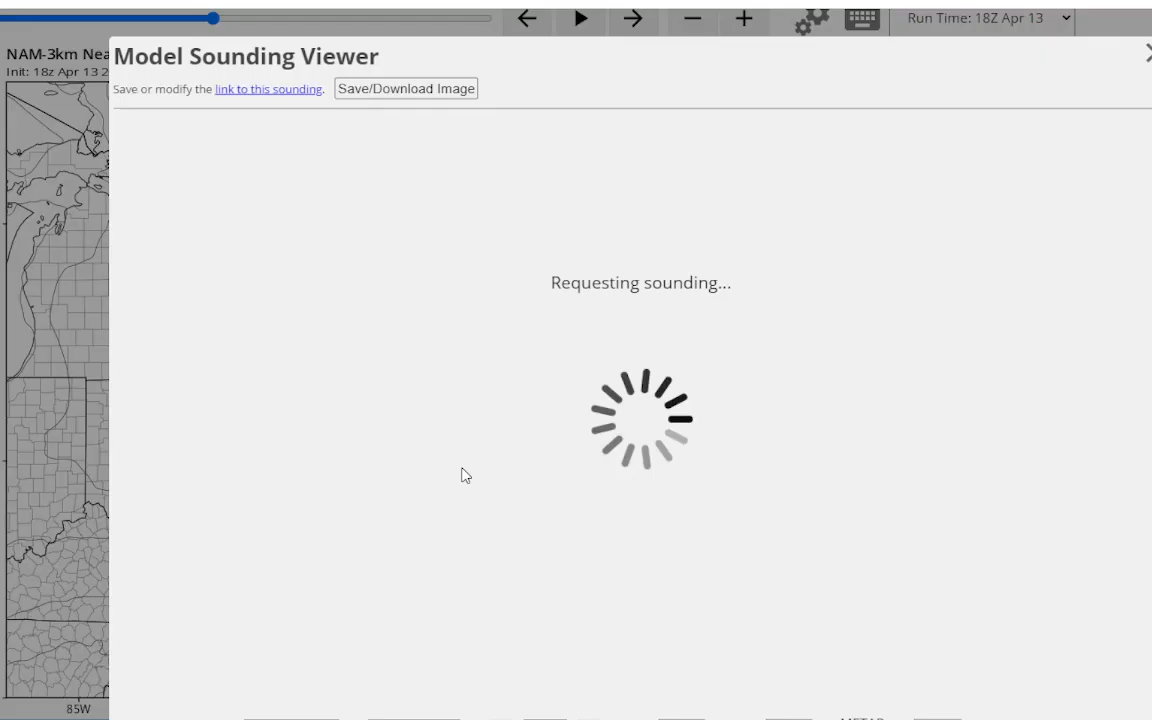 Run Time: 18Z Apr 13
NAM-3km Nea
Init: 18z Apr 13 2
Model Sounding Viewer
Save or modify the link to this sounding.
Save/Download Image
Requesting sounding...
85W